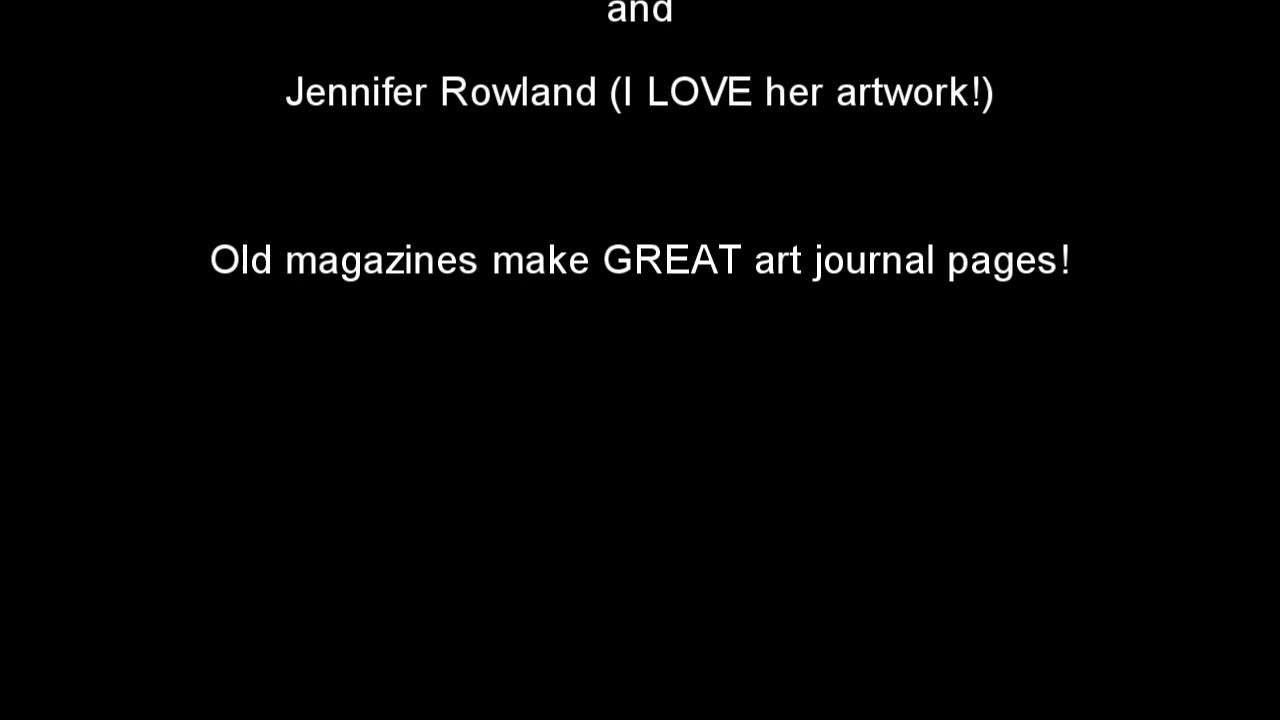 and
Jennifer Rowland (I LOVE her artwork!)
Old magazines make GREAT art journal pages!